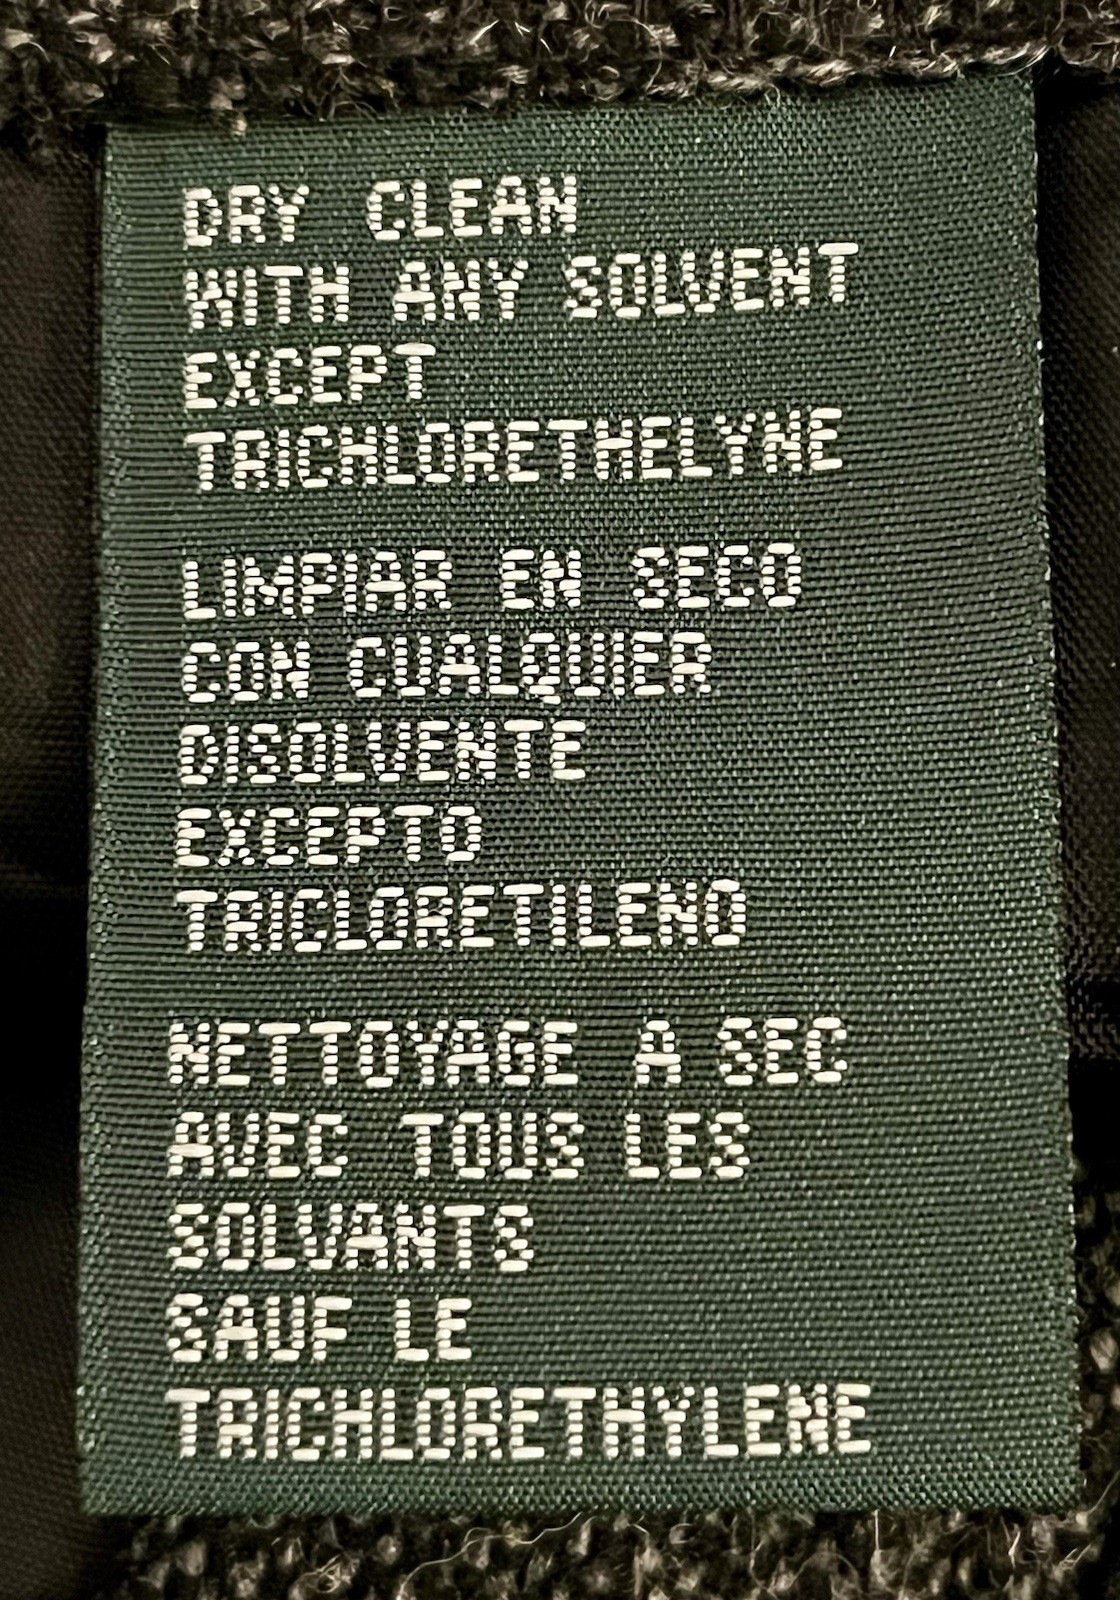 DRY CLEAN
WITH ANY SOLVENT
EXCEPT
TRICHLORETHELYNE
LIMPIAR EN SECO
CON CUALQUIER
DISOLVENTE
EXCEPTO
TRICLORETILENO
NETTOYAGE A SEC
AVEC TOUS LES
SOLVANTS
SAUF LE
TRICHLORETHYLENE